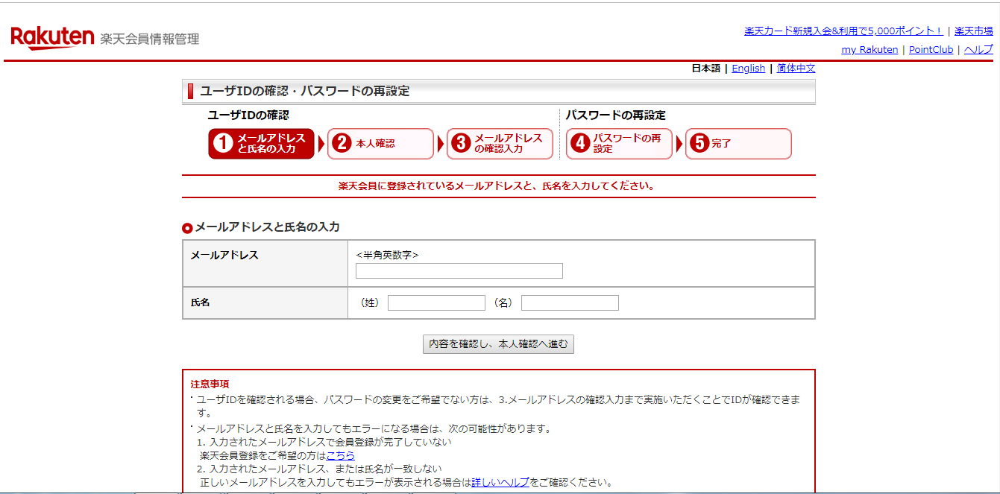 Rakuten 楽天会員情報管理
楽天カード新規入会&利用で5,000ポイント！ | 楽天市場
my Rakuten | PointClub | ヘルプ
日本語 | English | 简体中文
ユーザIDの確認・パスワードの再設定
ユーザIDの確認
パスワードの再設定
1 メールアドレス
と氏名の入力
2 本人確認
3 メールアドレス
の確認入力
4 パスワードの再
設定
5 完了
楽天会員に登録されているメールアドレスと、氏名を入力してください。
メールアドレスと氏名の入力
メールアドレス
<半角英数字>
氏名
（姓）
（名）
内容を確認し、本人確認へ進む
注意事項
・ユーザIDを確認される場合、パスワードの変更をご希望でない方は、3.メールアドレスの確認入力まで実施いただくことでIDが確認できま
す。
・メールアドレスと氏名を入力してもエラーになる場合は、次の可能性があります。
1. 入力されたメールアドレスで会員登録が完了していない
楽天会員登録をご希望の方はこちら
2. 入力されたメールアドレス、または氏名が一致しない
正しいメールアドレスを入力してもエラーが表示される場合は詳しいヘルプをご確認ください。